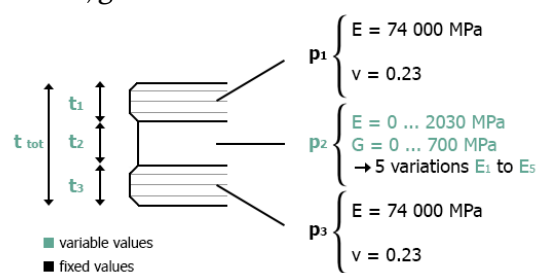 p1
E = 74 000 MPa
v = 0.23
t1
t tot
t2
t3
p2
E = 0 ... 2030 MPa
G = 0 ... 700 MPa
→ 5 variations E1 to E5
p3
E = 74 000 MPa
v = 0.23
variable values
fixed values